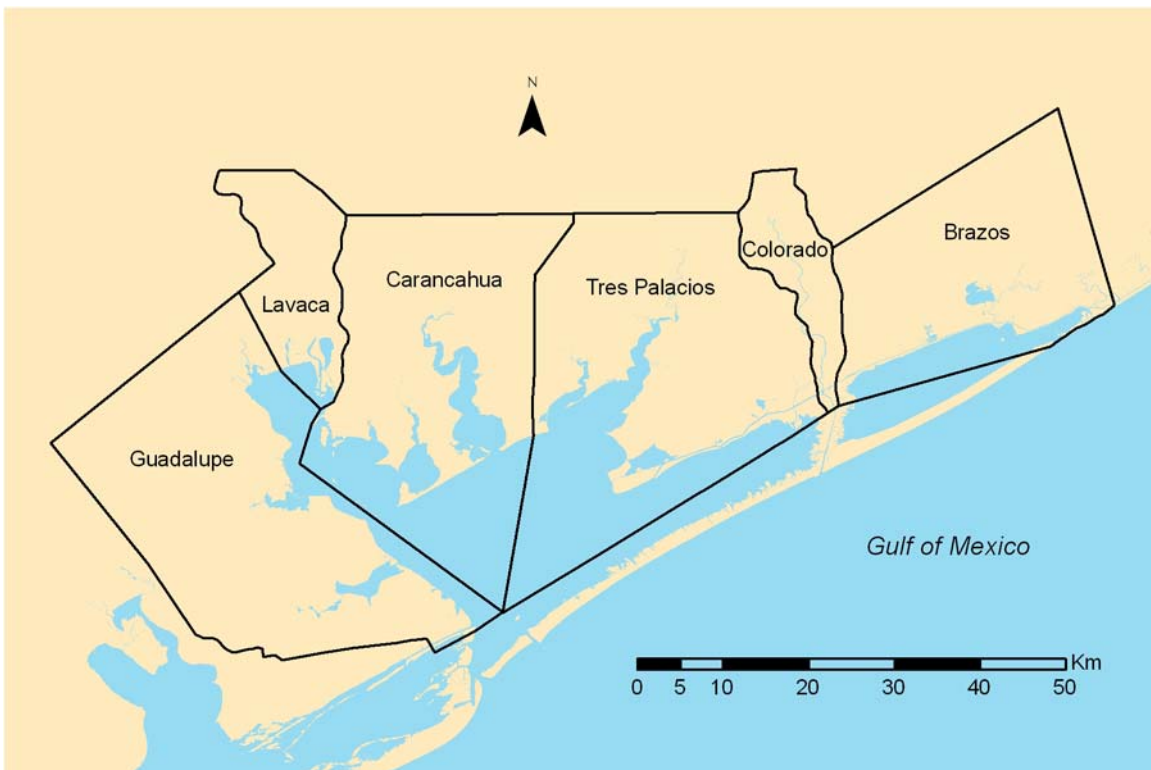 N
Colorado
Brazos
Carancahua
Tres Palacios
Lavaca
Guadalupe
Gulf of Mexico
Km
0 5 10 20 30 40 50